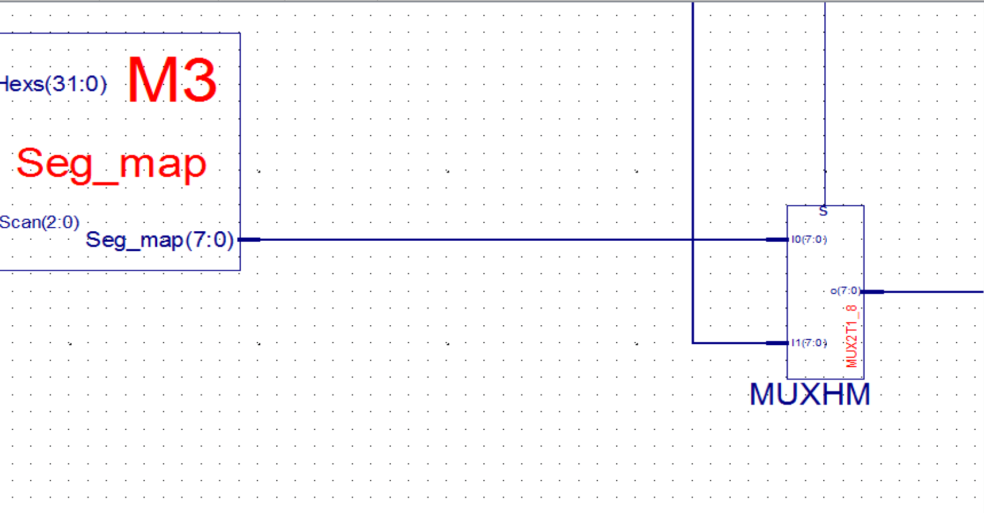 Hexs(31:0)
M3
Seg_map
Scan(2:0)
Seg_map(7:0)
S
I0(7:0)
o(7:0)
MUX2T1_8
I1(7:0)
MUXHM